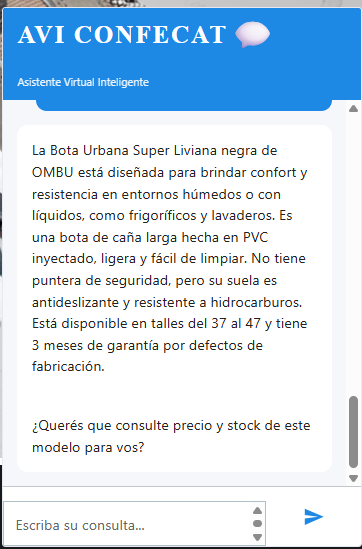 AVI CONFECAT 💬
Asistente Virtual Inteligente
La Bota Urbana Super Liviana negra de
OMBU está diseñada para brindar confort y
resistencia en entornos húmedos o con
líquidos, como frigoríficos y lavaderos. Es
una bota de caña larga hecha en PVC
inyectado, ligera y fácil de limpiar. No tiene
puntera de seguridad, pero su suela es
antideslizante y resistente a hidrocarburos.
Está disponible en talles del 37 al 47 y tiene
3 meses de garantía por defectos de
fabricación.
¿Querés que consulte precio y stock de este
modelo para vos?
Escriba su consulta...